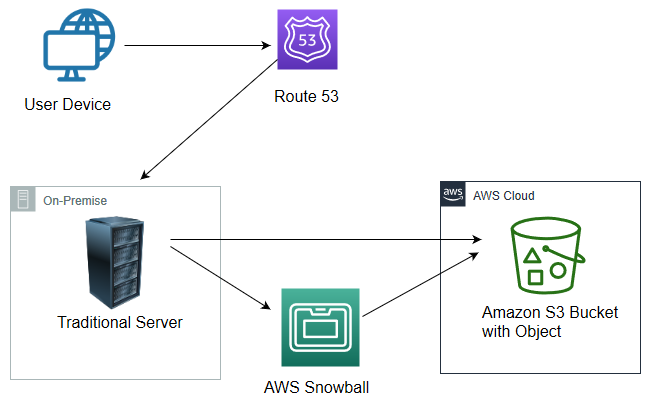 53
User Device
Route 53
On-Premise
aws
AWS Cloud
Traditional Server
Amazon S3 Bucket
with Object
AWS Snowball